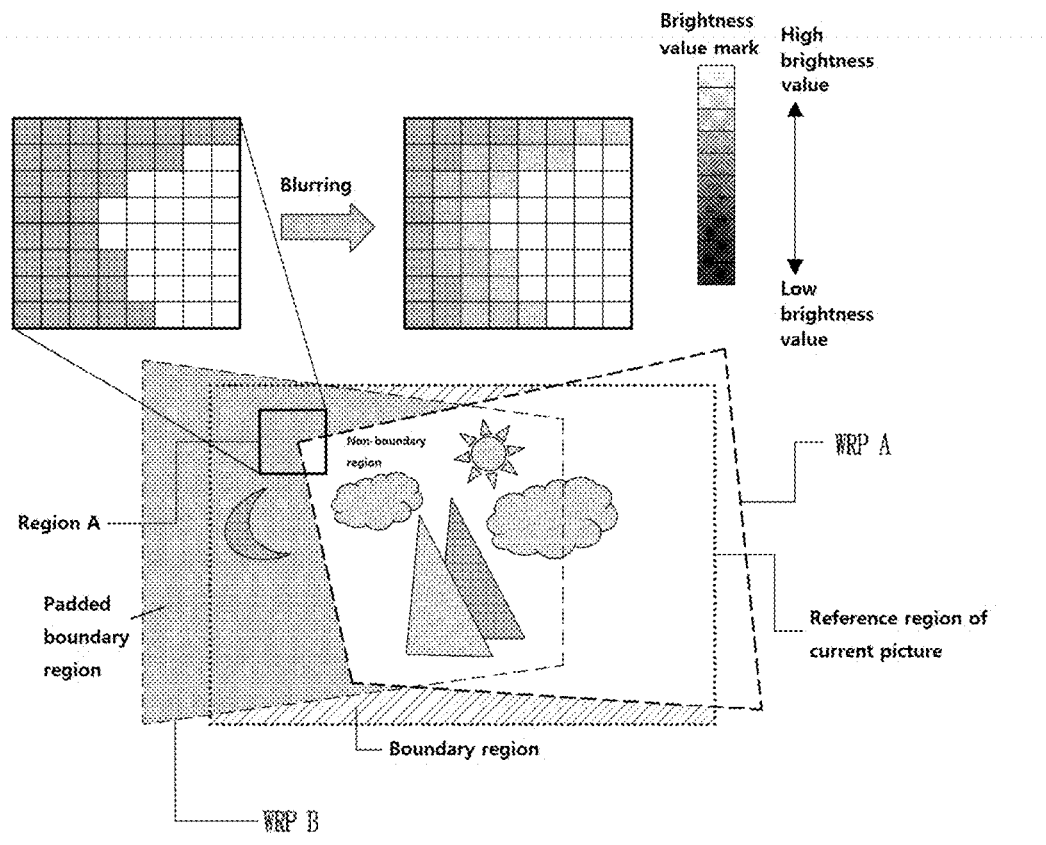 Brightness
value mark
High
brightness
value
Blurring
Low
brightness
value
Non-boundary
region
WRP A
Region A
Padded
boundary
region
Reference region of
current picture
Boundary region
WRP B